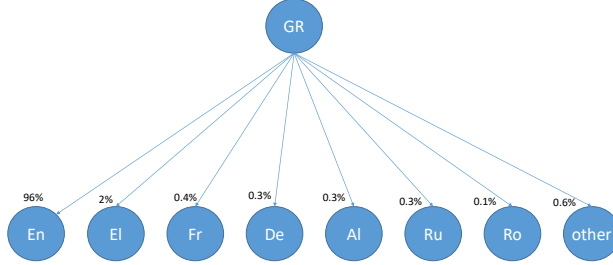 GR
96% 2% 0.4% 0.3% 0.3% 0.3% 0.1% 0.6%
En El Fr De Al Ru Ro other